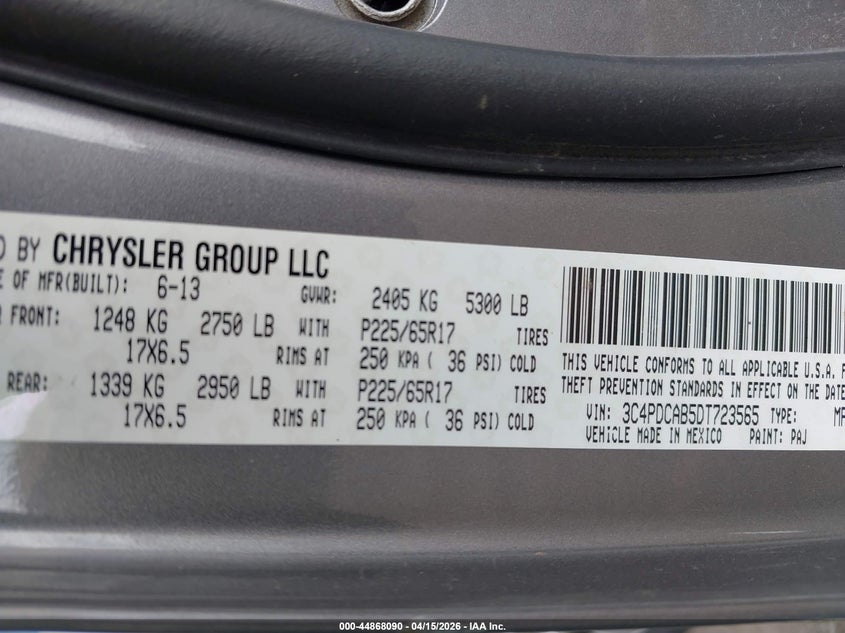 D BY CHRYSLER GROUP LLC
E OF MFR(BUILT): 6-13 GVWR: 2405 KG 5300 LB
FRONT: 1248 KG 2750 LB WITH P225/65R17 TIRES
17X6.5 RIMS AT 250 KPA ( 36 PSI) COLD
REAR: 1339 KG 2950 LB WITH P225/65R17 TIRES
17X6.5 RIMS AT 250 KPA ( 36 PSI) COLD
THIS VEHICLE CONFORMS TO ALL APPLICABLE U.S.A. F
THEFT PREVENTION STANDARDS IN EFFECT ON THE DATE
VIN: 3C4PDCAB5DT723565 TYPE: MP
VEHICLE MADE IN MEXICO PAINT: PAJ
000-44868090 - 04/15/2026 - IAA Inc.